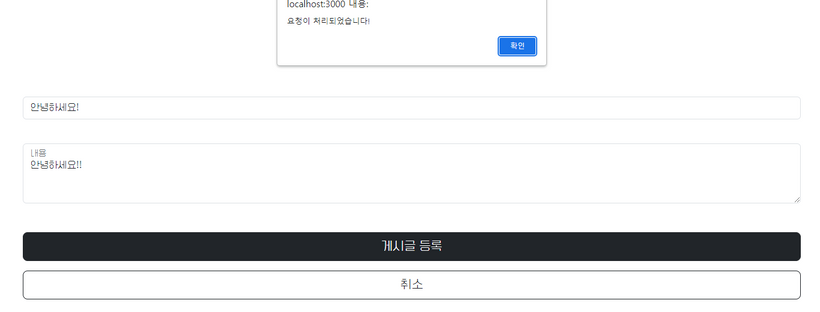 localhost:3000 내용:
요청이 처리되었습니다!
확인
안녕하세요!
내용
안녕하세요!!
게시글 등록
취소